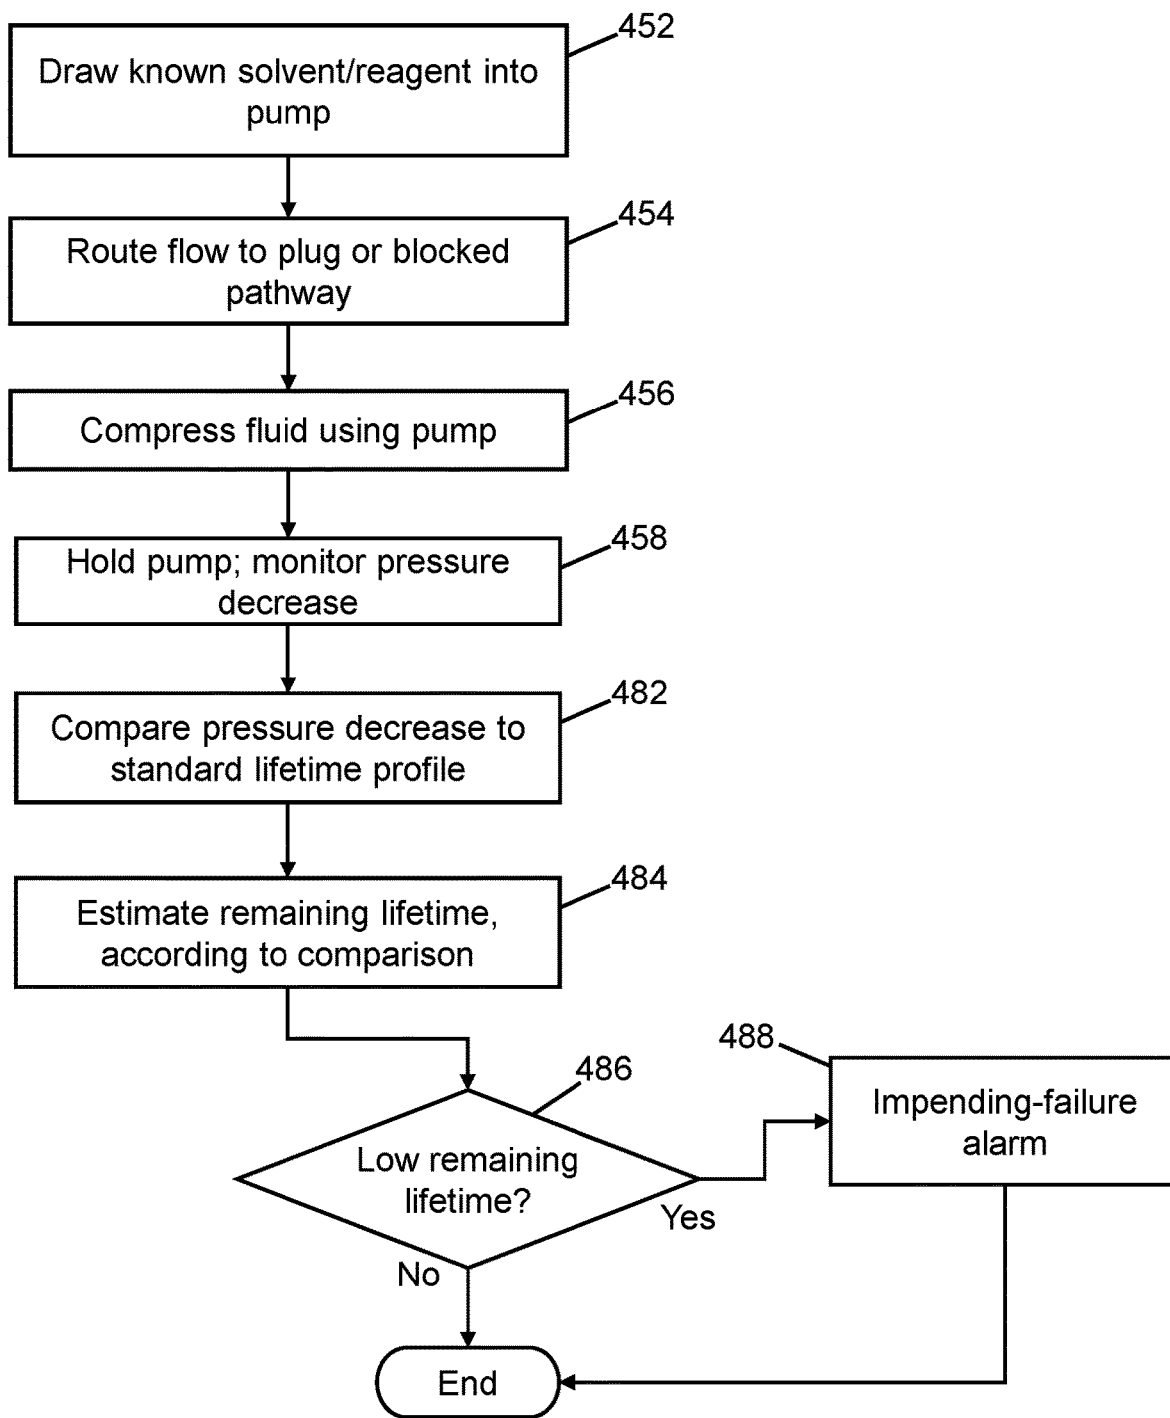 452
Draw known solvent/reagent into
pump
454
Route flow to plug or blocked
pathway
456
Compress fluid using pump
458
Hold pump; monitor pressure
decrease
482
Compare pressure decrease to
standard lifetime profile
484
Estimate remaining lifetime,
according to comparison
486
Low remaining
lifetime?
Yes
488
Impending-failure
alarm
No
End